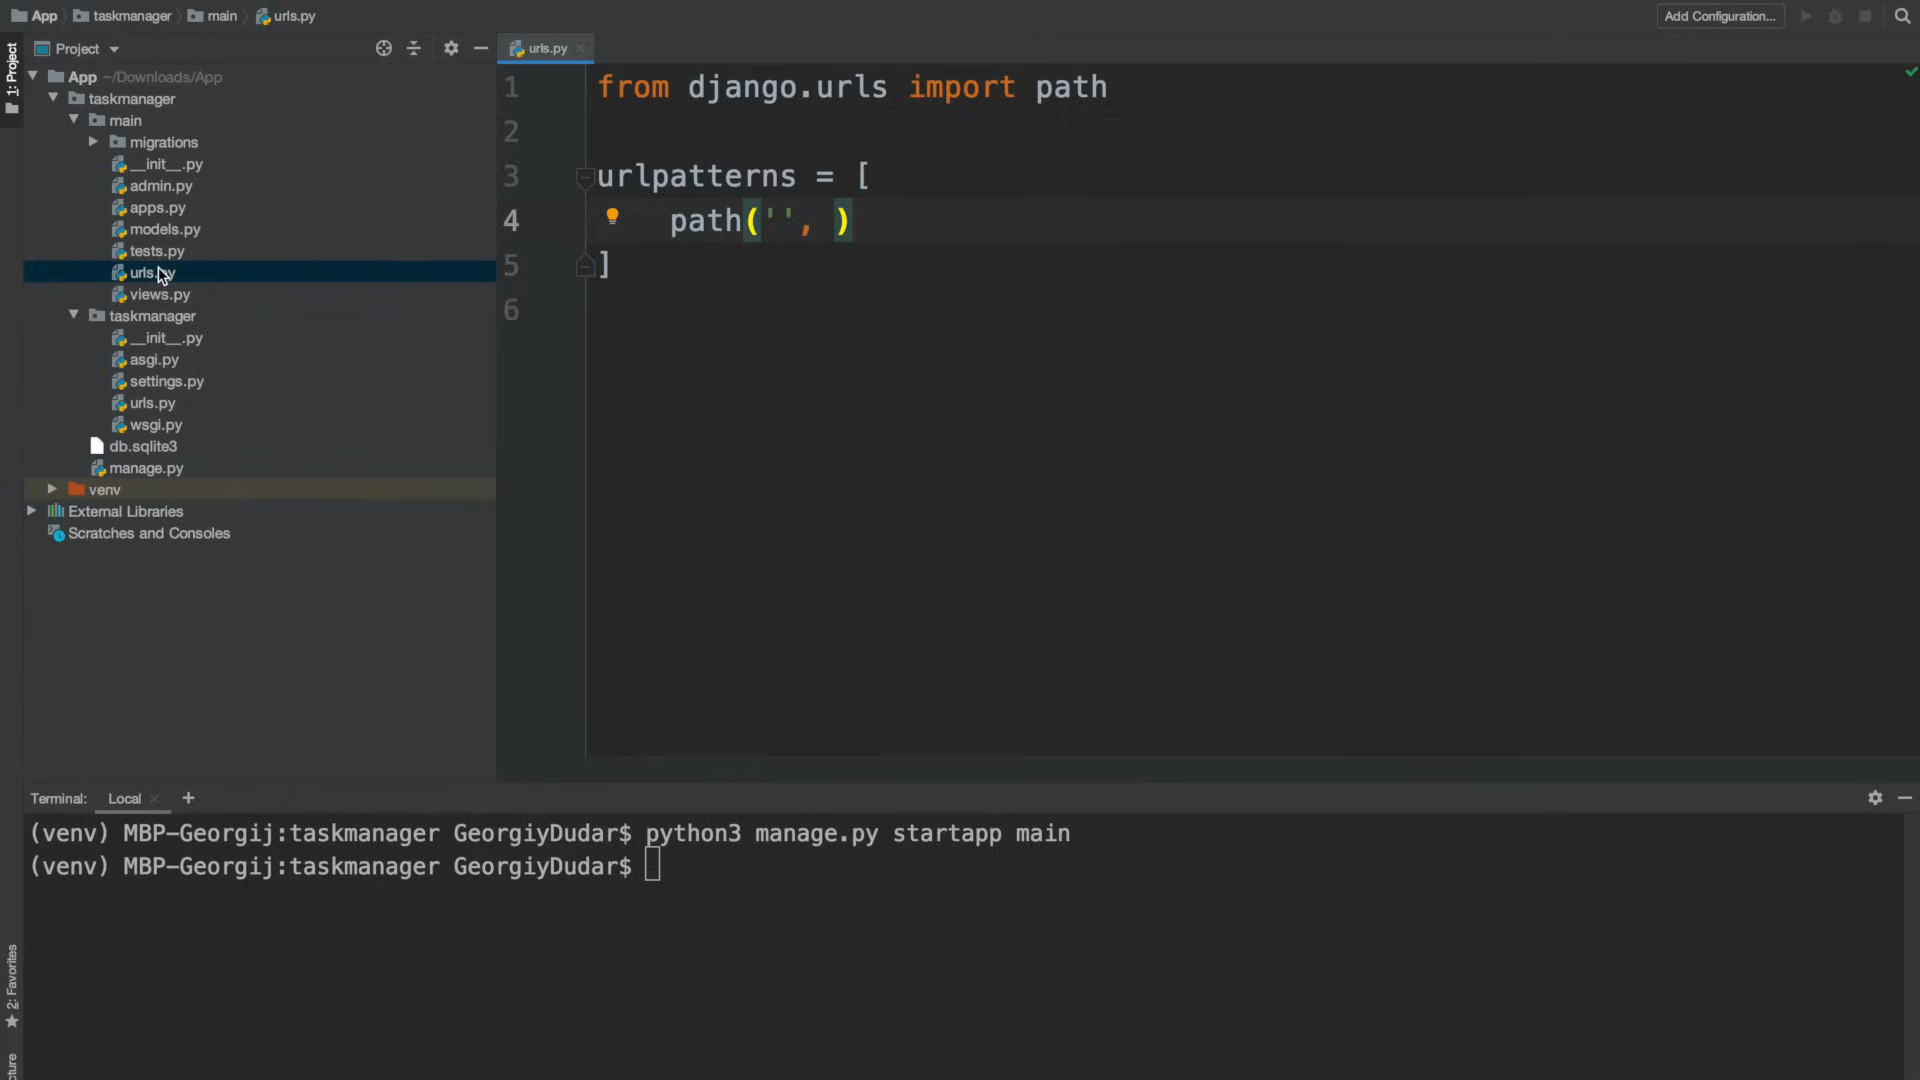 App taskmanager main urls.py Add Configuration...
1: Project
Project
urls.py
App ~/Downloads/App
taskmanager
main
migrations
__init__.py
admin.py
apps.py
models.py
tests.py
urls.py
views.py
taskmanager
__init__.py
asgi.py
settings.py
urls.py
wsgi.py
db.sqlite3
manage.py
venv
External Libraries
Scratches and Consoles
1 from django.urls import path
2
3 urlpatterns = [
4 path('', )
5 ]
6
Terminal: Local +
(venv) MBP-Georgij:taskmanager GeorgiyDudar$ python3 manage.py startapp main
(venv) MBP-Georgij:taskmanager GeorgiyDudar$
2: Favorites